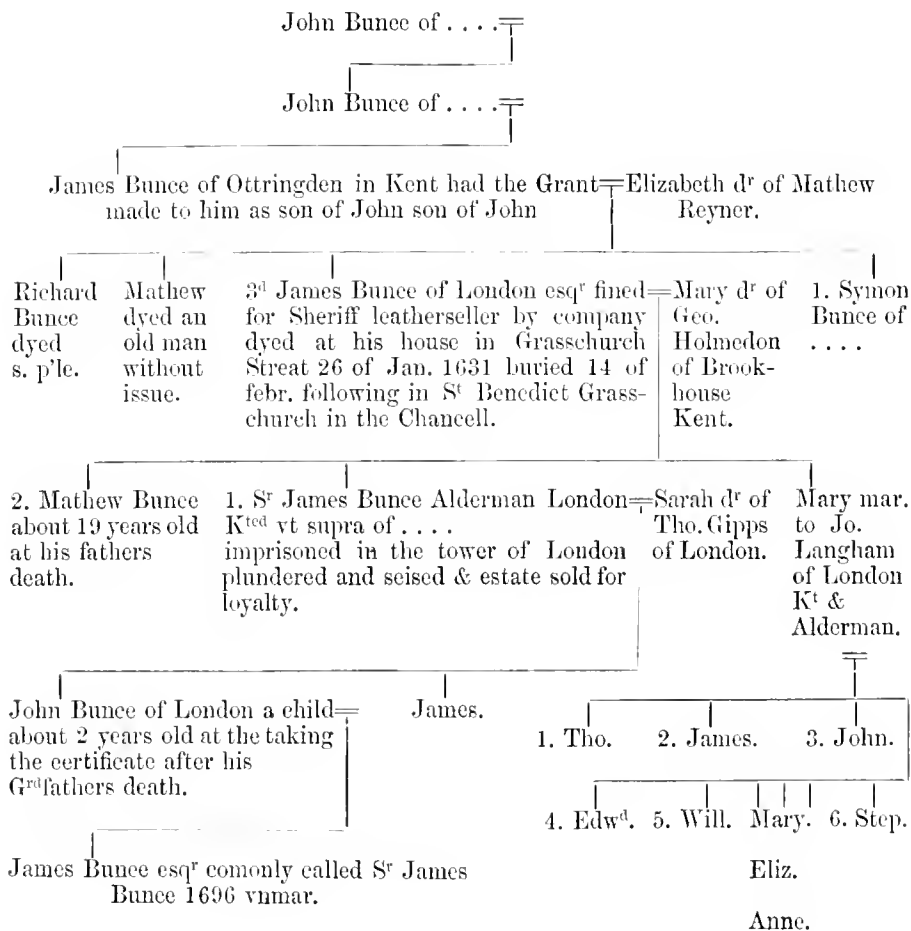 John Bunce of . . . .
John Bunce of . . . .
James Bunce of Ottringden in Kent had the Grant
made to him as son of John son of John
Elizabeth dʳ of Mathew
Reyner.
Richard
Bunce
dyed
s. p'le.
Mathew
dyed an
old man
without
issue.
3ᵈ James Bunce of London esqʳ fined
for Sheriff leatherseller by company
dyed at his house in Grasschurch
Streat 26 of Jan. 1631 buried 14 of
febr. following in Sᵗ Benedict Grass-
church in the Chancell.
Mary dʳ of
Geo.
Holmedon
of Brook-
house
Kent.
1. Symon
Bunce of
. . . .
2. Mathew Bunce
about 19 years old
at his fathers
death.
1. Sʳ James Bunce Alderman London
Kᵗᵉᵈ vt supra of . . . .
imprisoned in the tower of London
plundered and seised & estate sold for
loyalty.
Sarah dʳ of
Tho. Gipps
of London.
Mary mar.
to Jo.
Langham
of London
Kᵗ &
Alderman.
John Bunce of London a child
about 2 years old at the taking
the certificate after his
Gʳᵈfathers death.
James.
1. Tho. 2. James. 3. John.
4. Edwᵈ. 5. Will. Mary. 6. Step.
Eliz.
Anne.
James Bunce esqʳ comonly called Sʳ James
Bunce 1696 vnmar.